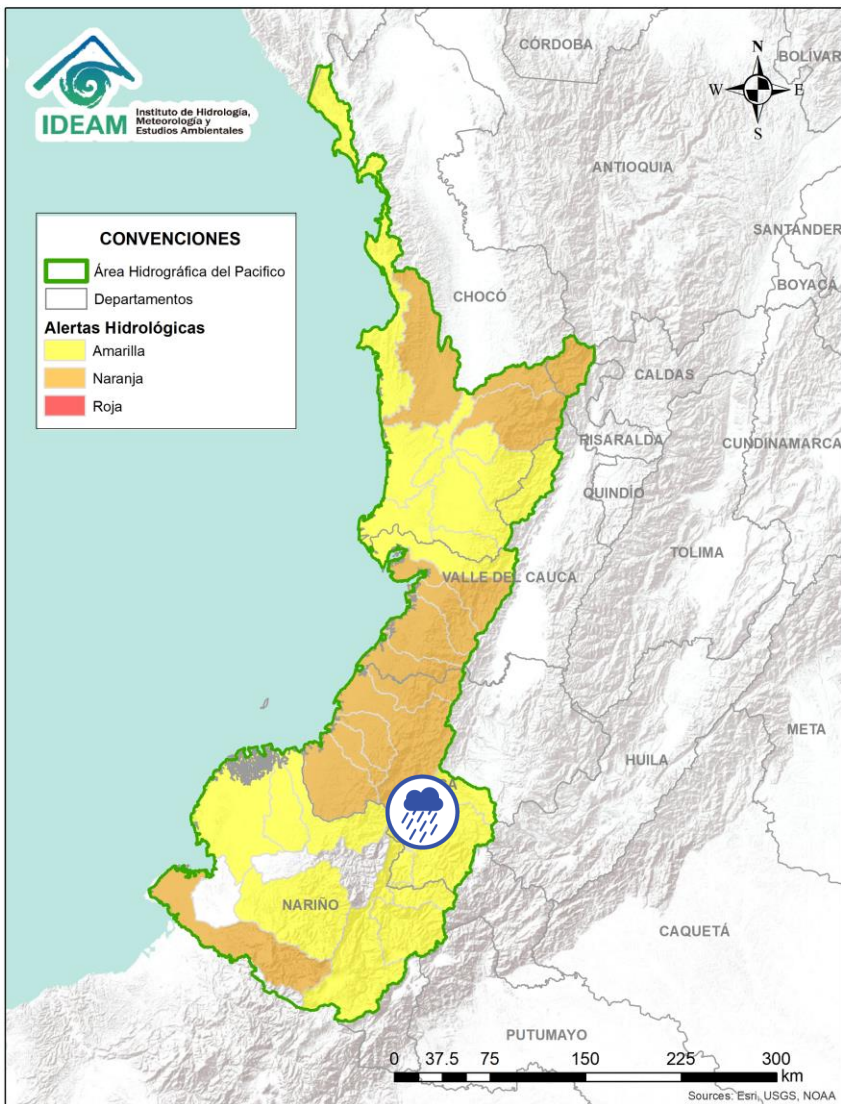 IDEAM
Instituto de Hidrología,
Meteorología y
Estudios Ambientales
CÓRDOBA
BOLÍVAR
N
W
E
S
ANTIOQUIA
SANTANDER
BOYACÁ
CONVENCIONES
Área Hidrográfica del Pacifico
Departamentos
Alertas Hidrológicas
Amarilla
Naranja
Roja
CHOCÓ
CALDAS
RISARALDA
CUNDINAMARCA
QUINDÍO
TOLIMA
VALLE DEL CAUCA
META
HUILA
CA
NARIÑO
CAQUETÁ
PUTUMAYO
0 37.5 75 150 225 300
km
Sources: Esri, USGS, NOAA